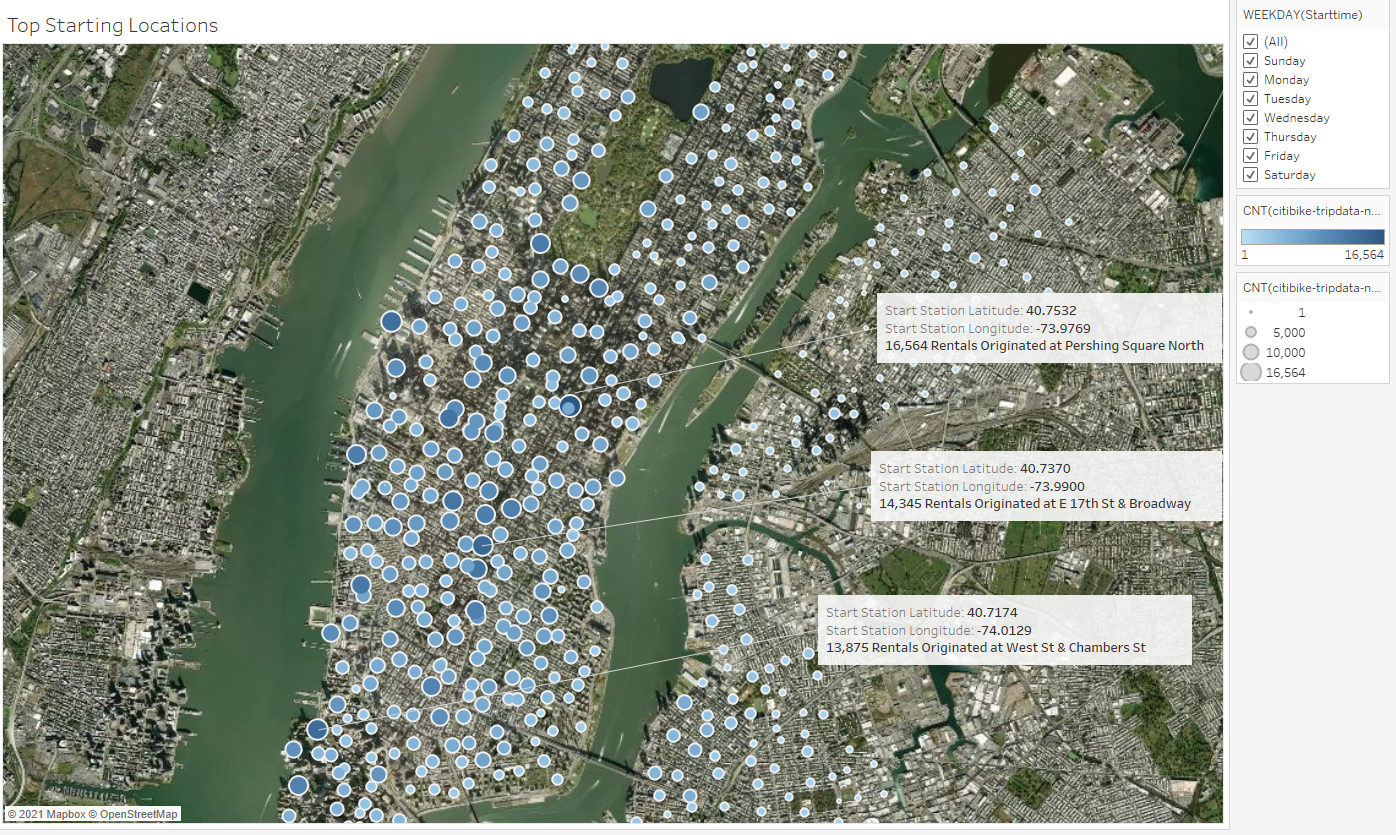 Top Starting Locations
WEEKDAY(Starttime)
(All)
Sunday
Monday
Tuesday
Wednesday
Thursday
Friday
Saturday
CNT(citibike-tripdata-n...
1 16,564
CNT(citibike-tripdata-n...
1
5,000
10,000
16,564
Start Station Latitude: 40.7532
Start Station Longitude: -73.9769
16,564 Rentals Originated at Pershing Square North
Start Station Latitude: 40.7370
Start Station Longitude: -73.9900
14,345 Rentals Originated at E 17th St & Broadway
Start Station Latitude: 40.7174
Start Station Longitude: -74.0129
13,875 Rentals Originated at West St & Chambers St
© 2021 Mapbox © OpenStreetMap